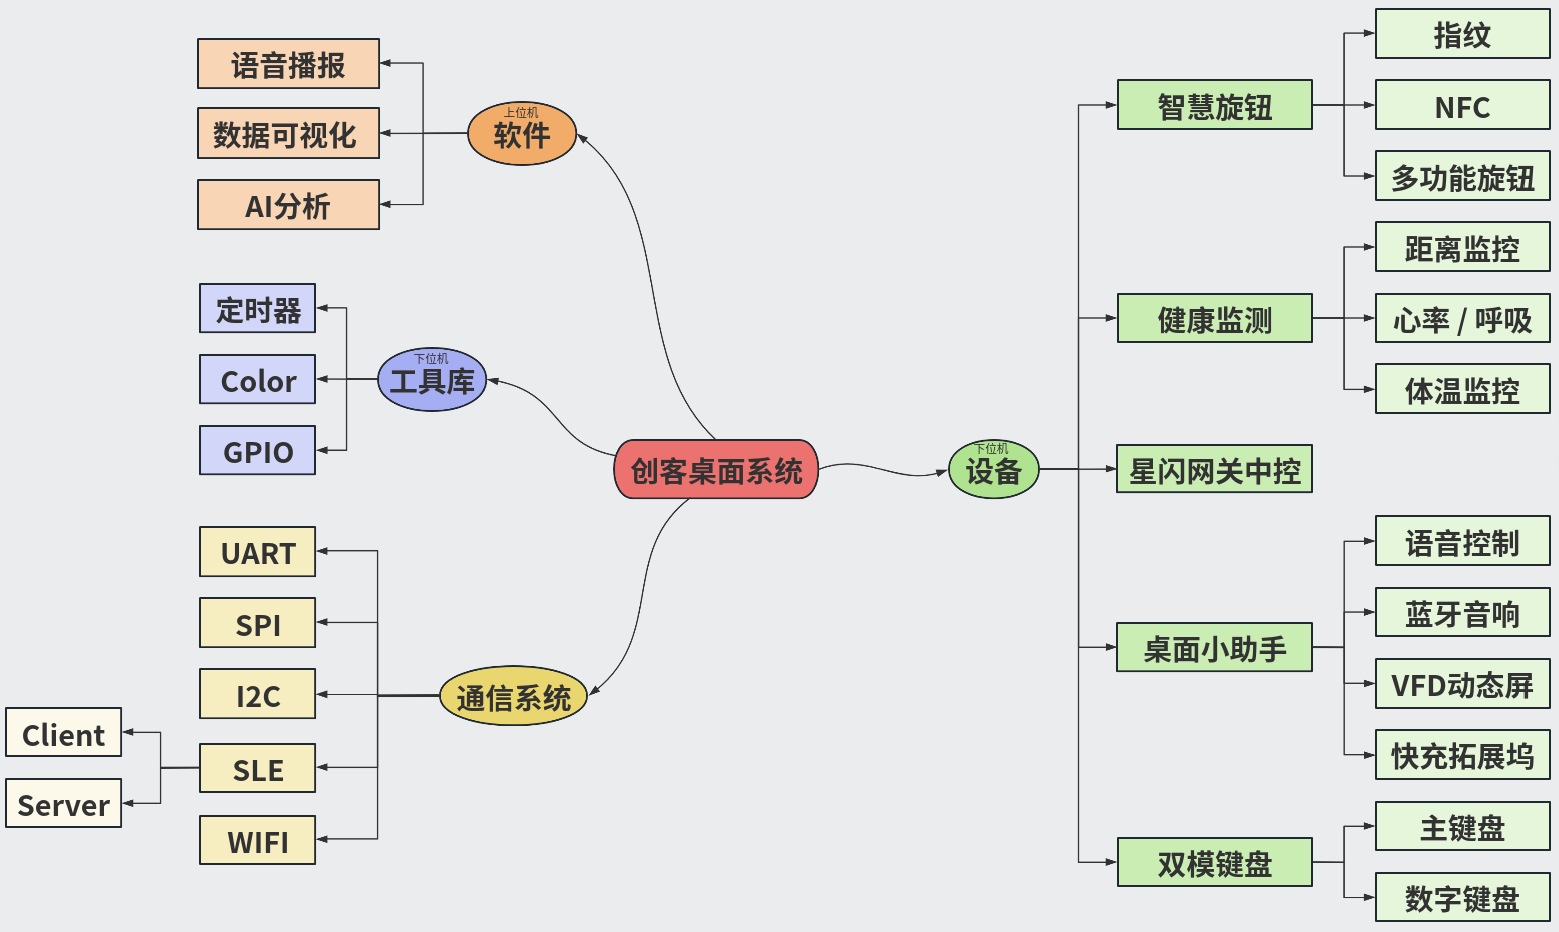 语音播报
数据可视化
AI分析
上位机
软件
定时器
Color
GPIO
下位机
工具库
创客桌面系统
UART
SPI
I2C
SLE
WIFI
Client
Server
通信系统
下位机
设备
智慧旋钮
指纹
NFC
多功能旋钮
健康监测
距离监控
心率 / 呼吸
体温监控
星闪网关中控
桌面小助手
语音控制
蓝牙音响
VFD动态屏
快充拓展坞
双模键盘
主键盘
数字键盘